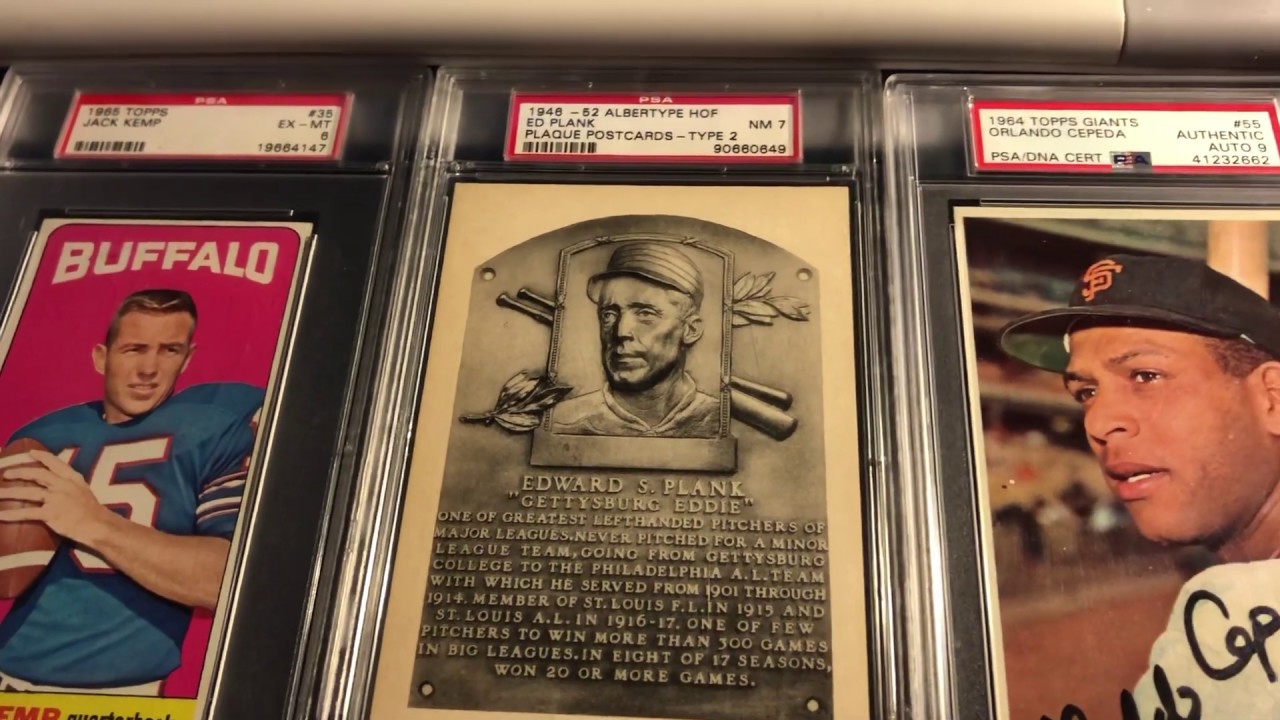 PSA
1965 TOPPS #35
JACK KEMP EX-MT
6
19664147
BUFFALO
15
EMP quarterback
PSA
1946 -52 ALBERTYPE HOF
ED PLANK NM 7
PLAQUE POSTCARDS-TYPE 2
90660649
EDWARD S. PLANK
"GETTYSBURG EDDIE"
ONE OF GREATEST LEFTHANDED PITCHERS OF
MAJOR LEAGUES. NEVER PITCHED FOR A MINOR
LEAGUE TEAM, GOING FROM GETTYSBURG
COLLEGE TO THE PHILADELPHIA A.L. TEAM
WITH WHICH HE SERVED FROM 1901 THROUGH
1914. MEMBER OF ST. LOUIS F.L. IN 1915 AND
ST. LOUIS A.L. IN 1916-17. ONE OF FEW
PITCHERS TO WIN MORE THAN 300 GAMES
IN BIG LEAGUES. IN EIGHT OF 17 SEASONS,
WON 20 OR MORE GAMES.
1964 TOPPS GIANTS #55
ORLANDO CEPEDA AUTHENTIC
AUTO 9
PSA/DNA CERT PSA 41232662
SF
Cep